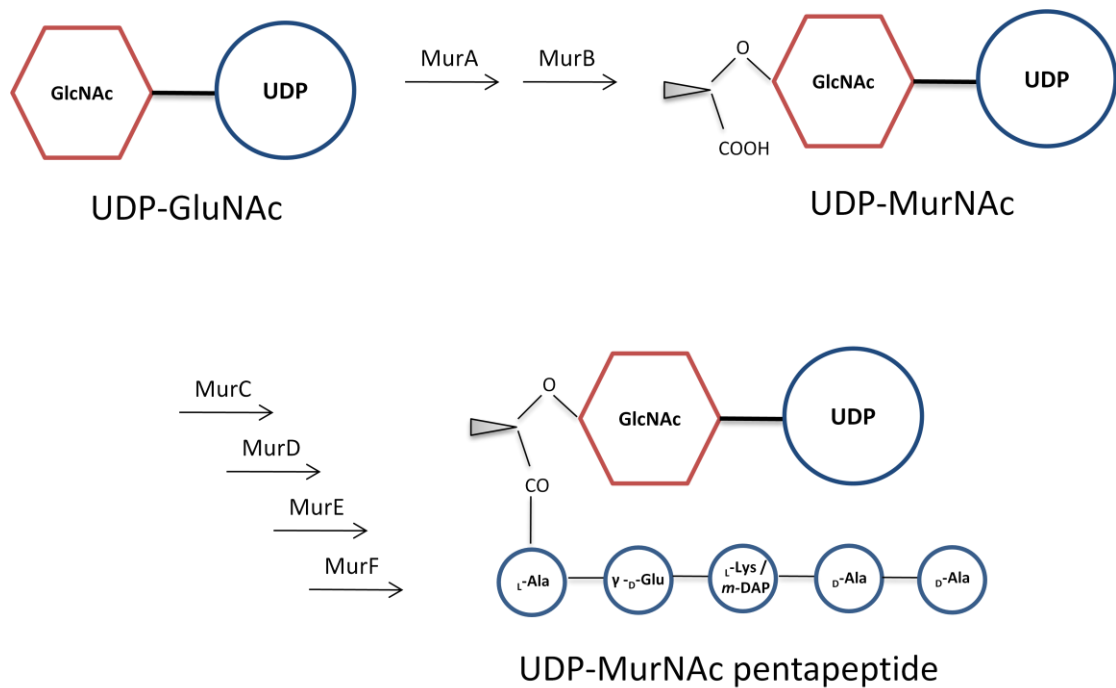 GlcNAc
UDP
MurA
MurB
O
GlcNAc
UDP
COOH
UDP-GluNAc
UDP-MurNAc
MurC
MurD
MurE
MurF
O
GlcNAc
UDP
CO
L-Ala
γ -D-Glu
L-Lys /
m-DAP
D-Ala
D-Ala
UDP-MurNAc pentapeptide